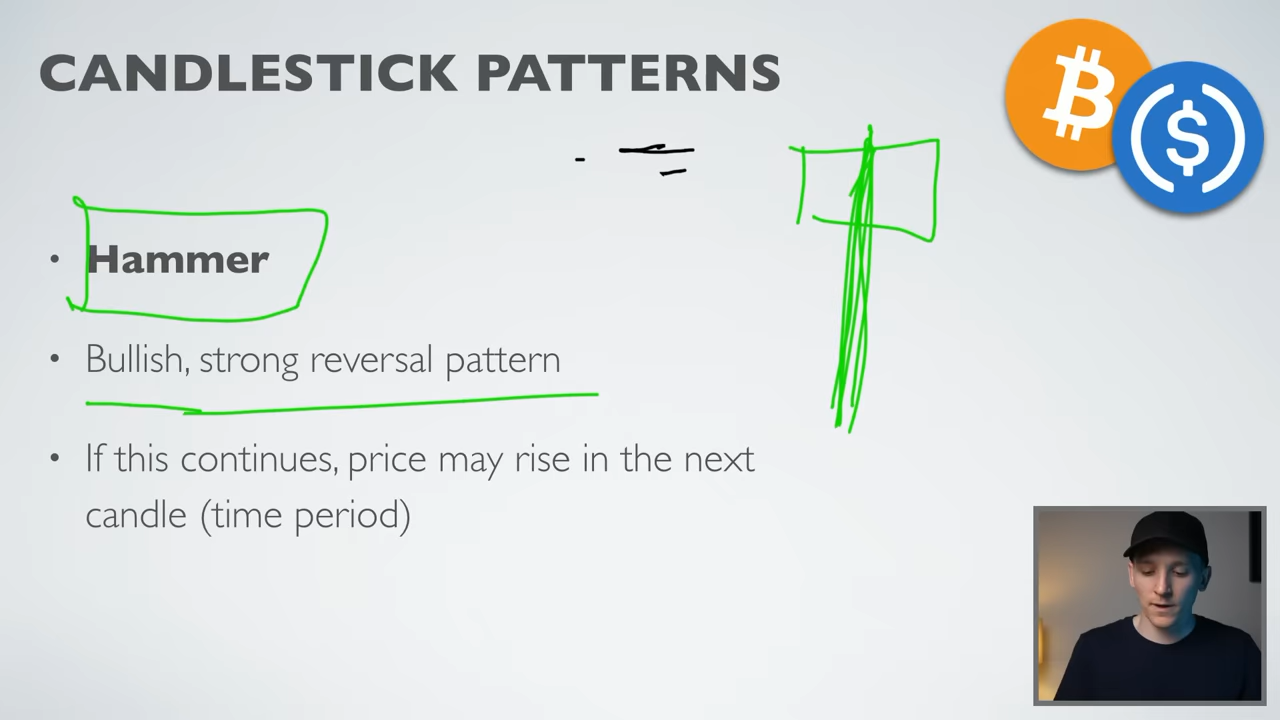 CANDLESTICK PATTERNS
• Hammer
• Bullish, strong reversal pattern
• If this continues, price may rise in the next
candle (time period)